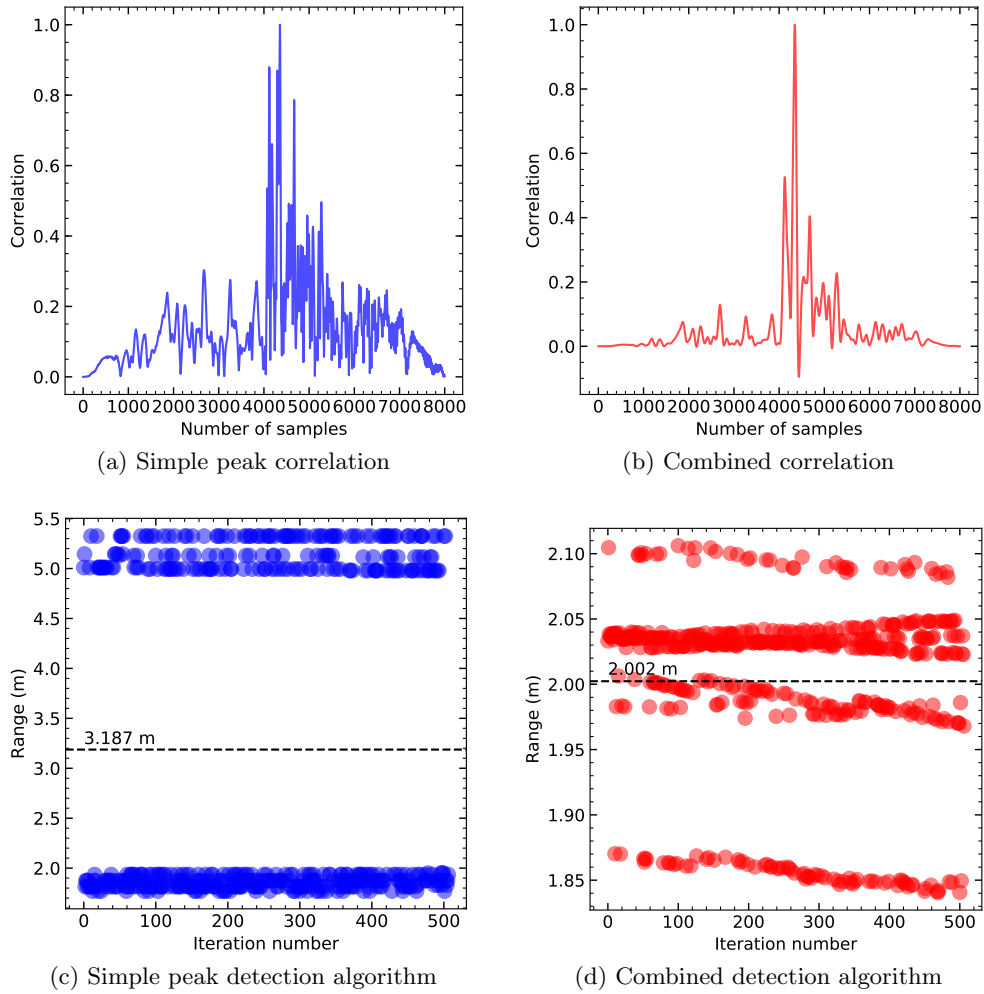 1.0
0.8
0.6
0.4
0.2
0.0
Correlation
0 1000 2000 3000 4000 5000 6000 7000 8000
Number of samples
(a) Simple peak correlation
1.0
0.8
0.6
0.4
0.2
0.0
Correlation
0 1000 2000 3000 4000 5000 6000 7000 8000
Number of samples
(b) Combined correlation
5.5
5.0
4.5
4.0
3.5
3.0
2.5
2.0
Range (m)
3.187 m
0 100 200 300 400 500
Iteration number
(c) Simple peak detection algorithm
2.10
2.05
2.00
1.95
1.90
1.85
Range (m)
2.002 m
0 100 200 300 400 500
Iteration number
(d) Combined detection algorithm